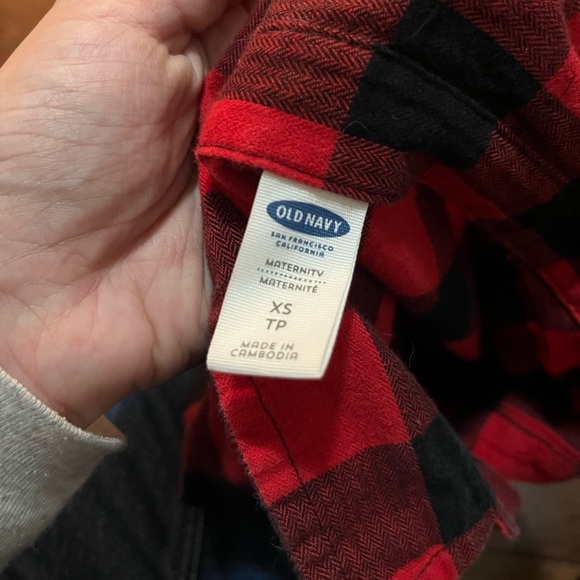 OLD NAVY
SAN FRANCISCO
CALIFORNIA
MATERNITY
MATERNITÉ
XS
TP
MADE IN
CAMBODIA